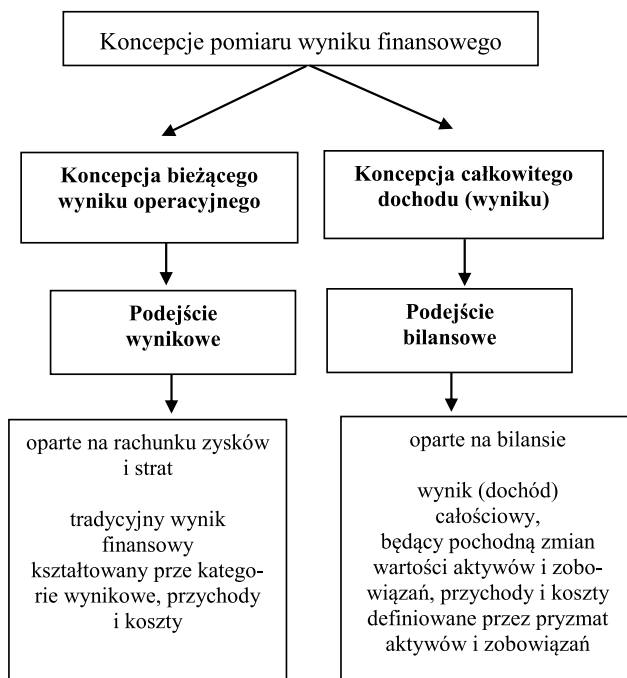 Koncepcje pomiaru wyniku finansowego
Koncepcja bieżącego
wyniku operacyjnego
Koncepcja całkowitego
dochodu (wyniku)
Podejście
wynikowe
Podejście
bilansowe
oparte na rachunku zysków
i strat
tradycyjny wynik
finansowy
kształtowany prze katego-
rie wynikowe, przychody
i koszty
oparte na bilansie
wynik (dochód)
całościowy,
będący pochodną zmian
wartości aktywów i zobo-
wiązań, przychody i koszty
definiowane przez pryzmat
aktywów i zobowiązań